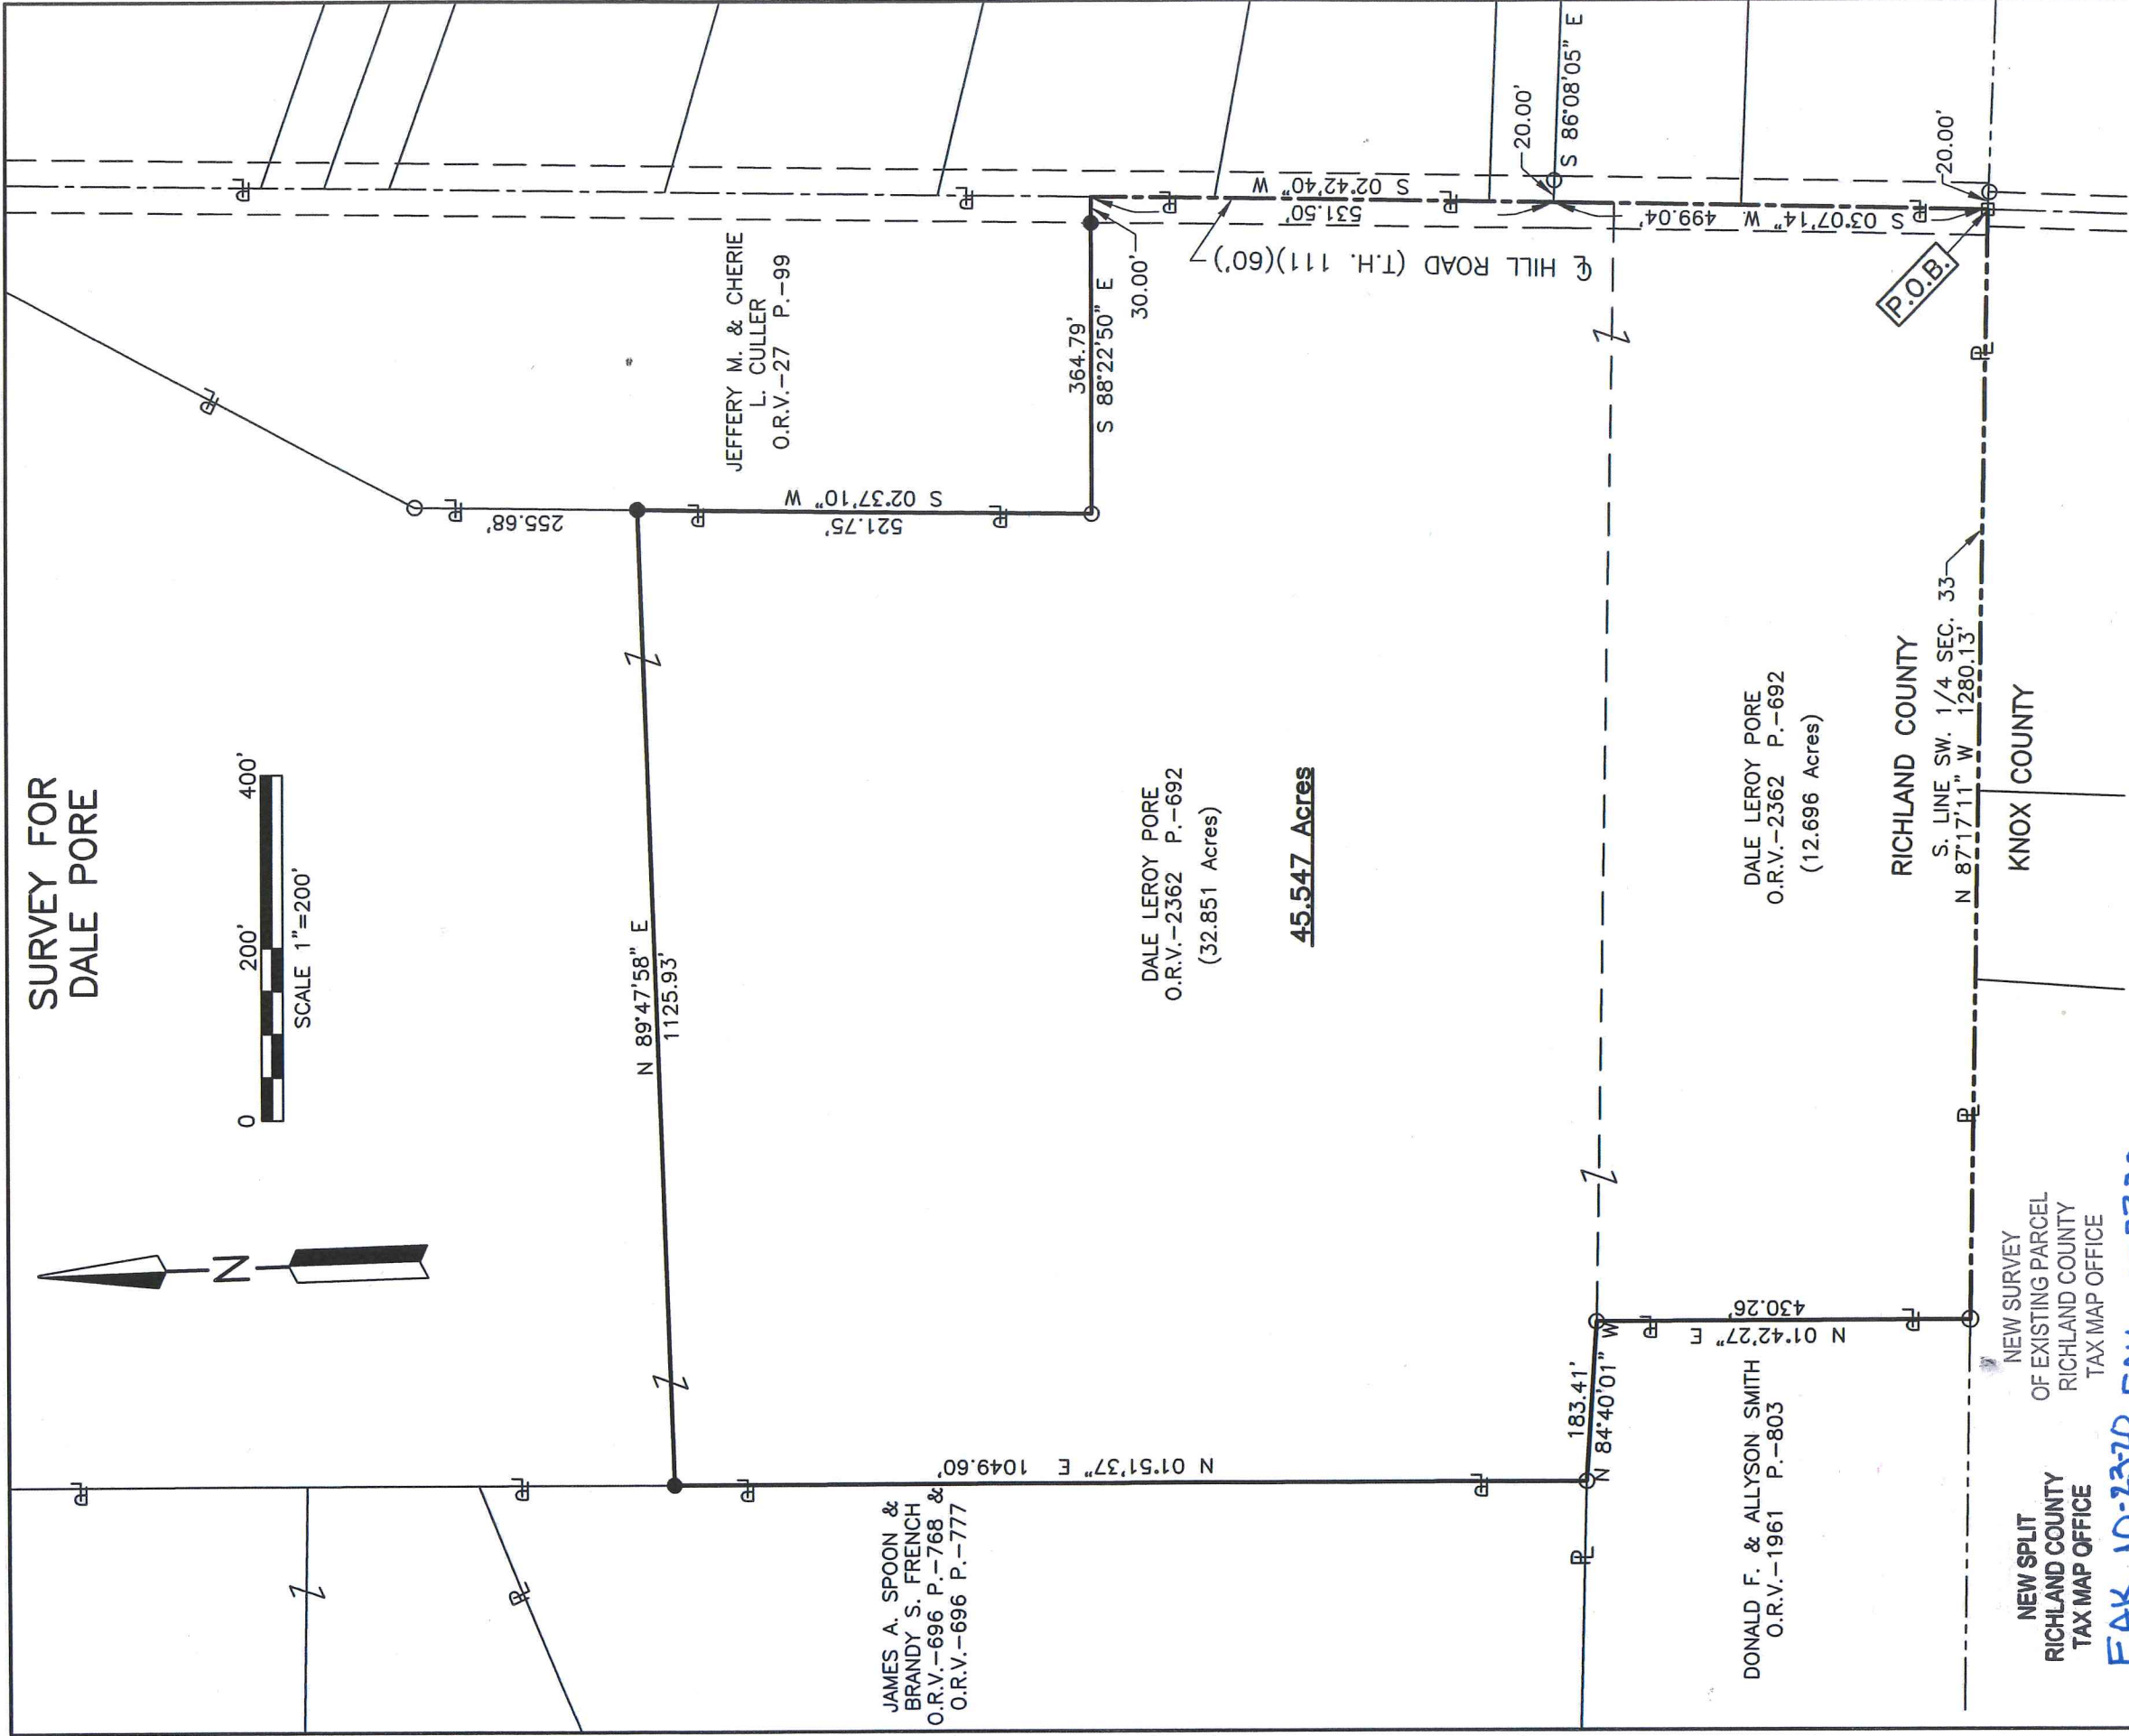 SURVEY FOR
DALE PORE
0 200' 400'
SCALE 1"=200'
N
255.68'
JEFFERY M. & CHERIE
L. CULLER
O.R.V.-27 P.-99
N 89°47'58" E
1125.93'
S 02°37'10" W
521.75'
364.79'
S 88°22'50" E
30.00'
S 02°42'40" W
531.50'
℄ HILL ROAD (T.H. 111)(60')
20.00'
S 86°08'05" E
S 03°07'14" W 499.04'
20.00'
P.O.B.
JAMES A. SPOON &
BRANDY S. FRENCH
O.R.V.-696 P.-768 &
O.R.V.-696 P.-777
N 01°51'37" E 1049.60'
DALE LEROY PORE
O.R.V.-2362 P.-692
(32.851 Acres)
45.547 Acres
183.41'
N 84°40'01" W
N 01°42'27" E
430.26'
DONALD F. & ALLYSON SMITH
O.R.V.-1961 P.-803
DALE LEROY PORE
O.R.V.-2362 P.-692
(12.696 Acres)
RICHLAND COUNTY
S. LINE SW. 1/4 SEC. 33
N 87°17'11" W 1280.13'
KNOX COUNTY
NEW SPLIT
RICHLAND COUNTY
TAX MAP OFFICE
NEW SURVEY
OF EXISTING PARCEL
RICHLAND COUNTY
TAX MAP OFFICE
EAK 10-23-20